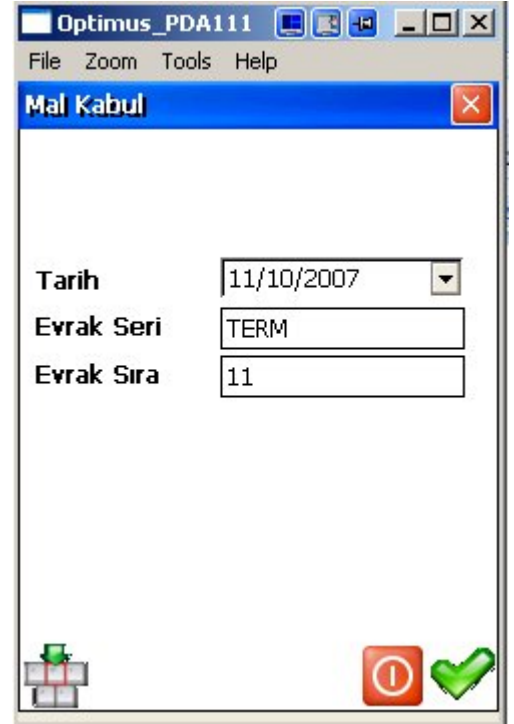 Optimus_PDA111
File Zoom Tools Help
Mal Kabul
Tarih 11/10/2007
Evrak Seri TERM
Evrak Sıra 11